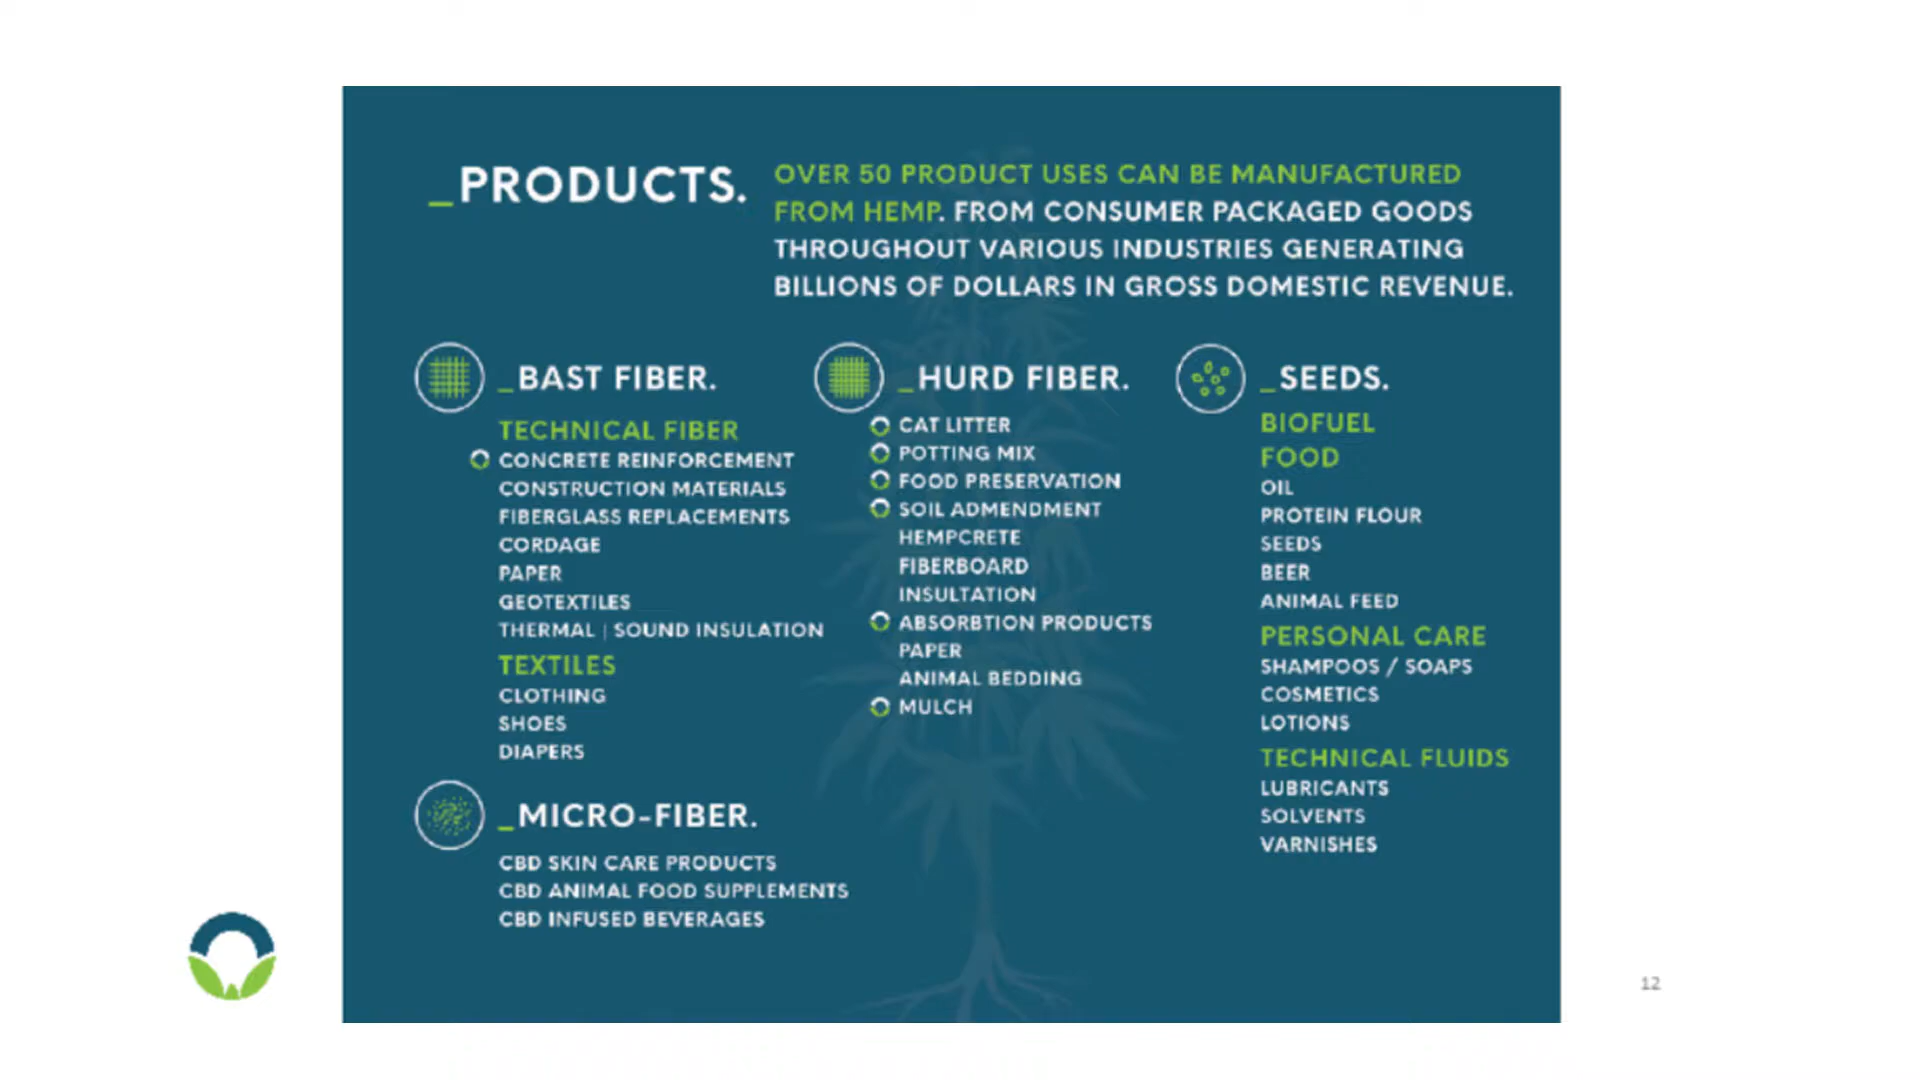 _PRODUCTS.
OVER 50 PRODUCT USES CAN BE MANUFACTURED
FROM HEMP. FROM CONSUMER PACKAGED GOODS
THROUGHOUT VARIOUS INDUSTRIES GENERATING
BILLIONS OF DOLLARS IN GROSS DOMESTIC REVENUE.
_BAST FIBER.
TECHNICAL FIBER
CONCRETE REINFORCEMENT
CONSTRUCTION MATERIALS
FIBERGLASS REPLACEMENTS
CORDAGE
PAPER
GEOTEXTILES
THERMAL | SOUND INSULATION
TEXTILES
CLOTHING
SHOES
DIAPERS
_MICRO-FIBER.
CBD SKIN CARE PRODUCTS
CBD ANIMAL FOOD SUPPLEMENTS
CBD INFUSED BEVERAGES
_HURD FIBER.
CAT LITTER
POTTING MIX
FOOD PRESERVATION
SOIL ADMENDMENT
HEMPCRETE
FIBERBOARD
INSULTATION
ABSORBTION PRODUCTS
PAPER
ANIMAL BEDDING
MULCH
_SEEDS.
BIOFUEL
FOOD
OIL
PROTEIN FLOUR
SEEDS
BEER
ANIMAL FEED
PERSONAL CARE
SHAMPOOS / SOAPS
COSMETICS
LOTIONS
TECHNICAL FLUIDS
LUBRICANTS
SOLVENTS
VARNISHES
12